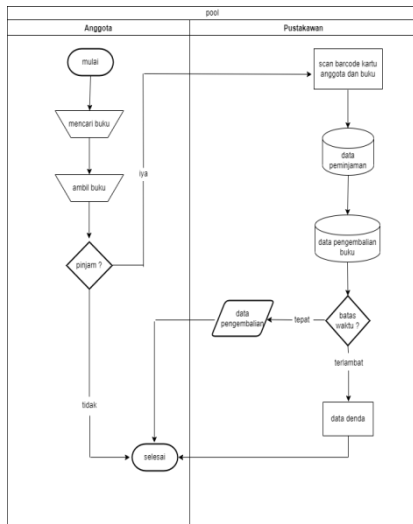 pool
Anggota
Pustakawan
mulai
mencari buku
ambil buku
pinjam ?
iya
tidak
scan barcode kartu
anggota dan buku
data
peminjaman
data pengembalian
buku
batas
waktu ?
tepat
data
pengembalian
terlambat
data denda
selesai